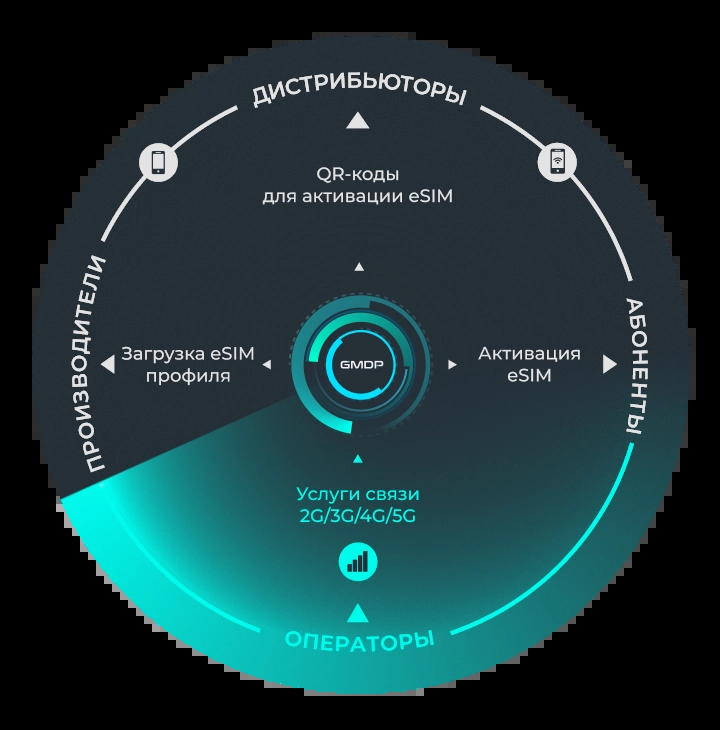 ДИСТРИБЬЮТОРЫ
QR-коды
для активации eSIM
ПРОИЗВОДИТЕЛИ
Загрузка eSIM
профиля
GMDP
Активация
eSIM
АБОНЕНТЫ
Услуги связи
2G/3G/4G/5G
ОПЕРАТОРЫ